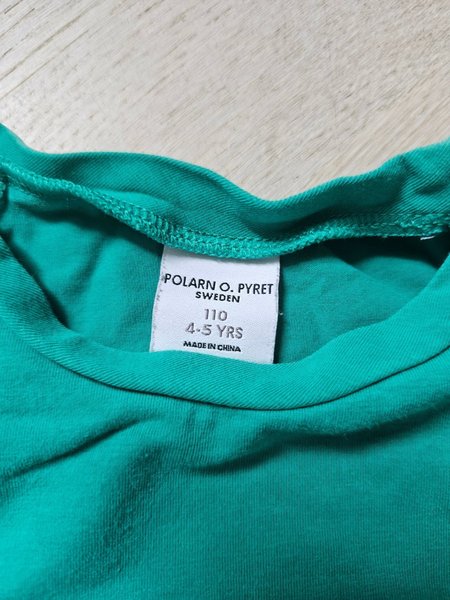 POLARN O. PYRET
SWEDEN
110
4-5 YRS
MADE IN CHINA